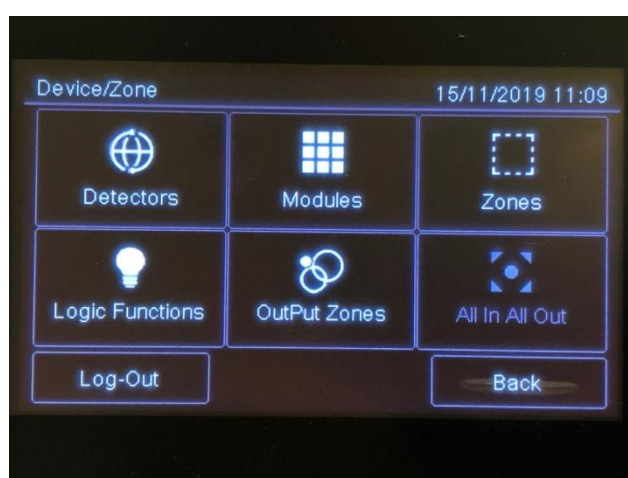 Device/Zone 15/11/2019 11:09
Detectors Modules Zones
Logic Functions OutPut Zones All In All Out
Log-Out Back